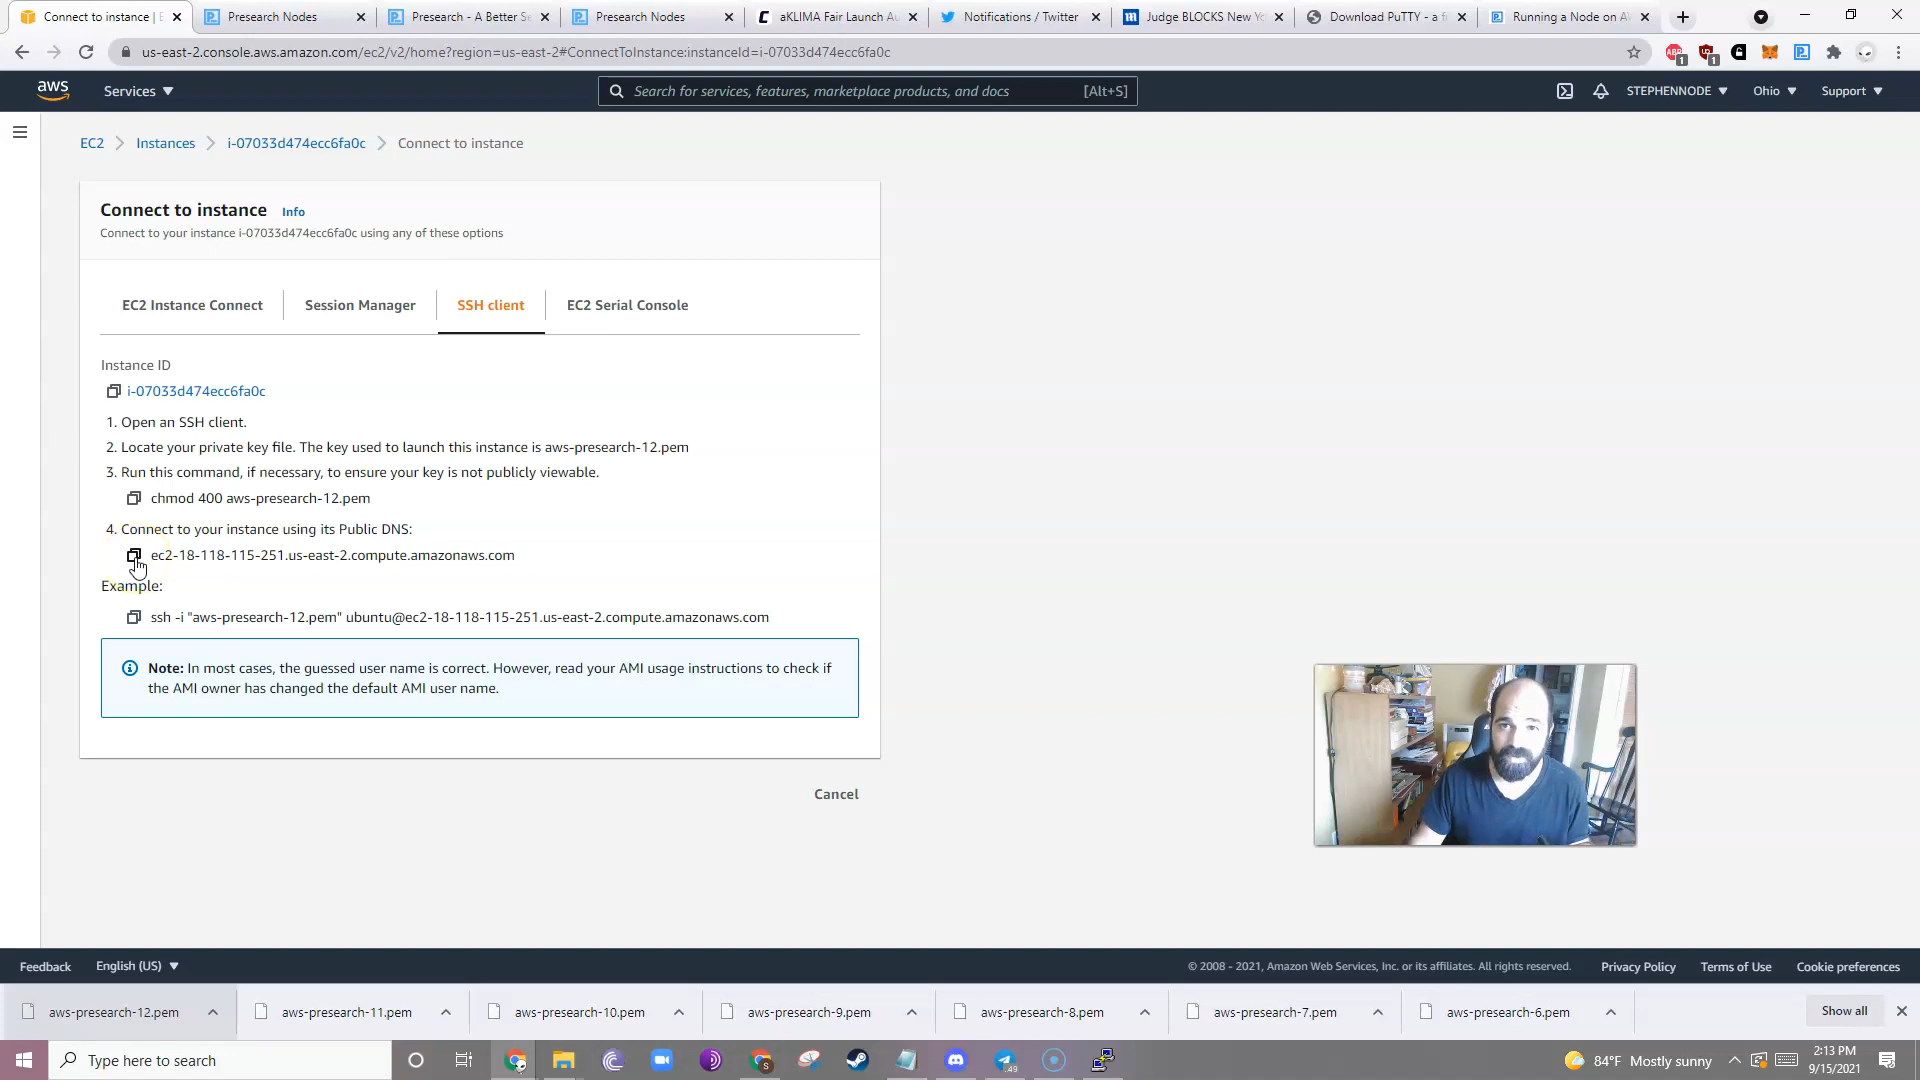 Connect to instance | E
Presearch Nodes
Presearch - A Better Se
Presearch Nodes
aKLIMA Fair Launch Au
Notifications / Twitter
Judge BLOCKS New Yo
Download PuTTY - a f
Running a Node on AW
us-east-2.console.aws.amazon.com/ec2/v2/home?region=us-east-2#ConnectToInstance:instanceId=i-07033d474ecc6fa0c
1
1
aws
Services
Search for services, features, marketplace products, and docs
[Alt+S]
STEPHENNODE
Ohio
Support
EC2
Instances
i-07033d474ecc6fa0c
Connect to instance
Connect to instance Info
Connect to your instance i-07033d474ecc6fa0c using any of these options
EC2 Instance Connect
Session Manager
SSH client
EC2 Serial Console
Instance ID
i-07033d474ecc6fa0c
1. Open an SSH client.
2. Locate your private key file. The key used to launch this instance is aws-presearch-12.pem
3. Run this command, if necessary, to ensure your key is not publicly viewable.
chmod 400 aws-presearch-12.pem
4. Connect to your instance using its Public DNS:
ec2-18-118-115-251.us-east-2.compute.amazonaws.com
Example:
ssh -i "aws-presearch-12.pem" ubuntu@ec2-18-118-115-251.us-east-2.compute.amazonaws.com
Note: In most cases, the guessed user name is correct. However, read your AMI usage instructions to check if
the AMI owner has changed the default AMI user name.
Cancel
Feedback
English (US)
© 2008 - 2021, Amazon Web Services, Inc. or its affiliates. All rights reserved.
Privacy Policy
Terms of Use
Cookie preferences
aws-presearch-12.pem
aws-presearch-11.pem
aws-presearch-10.pem
aws-presearch-9.pem
aws-presearch-8.pem
aws-presearch-7.pem
aws-presearch-6.pem
Show all
Type here to search
84°F Mostly sunny
2:13 PM
9/15/2021